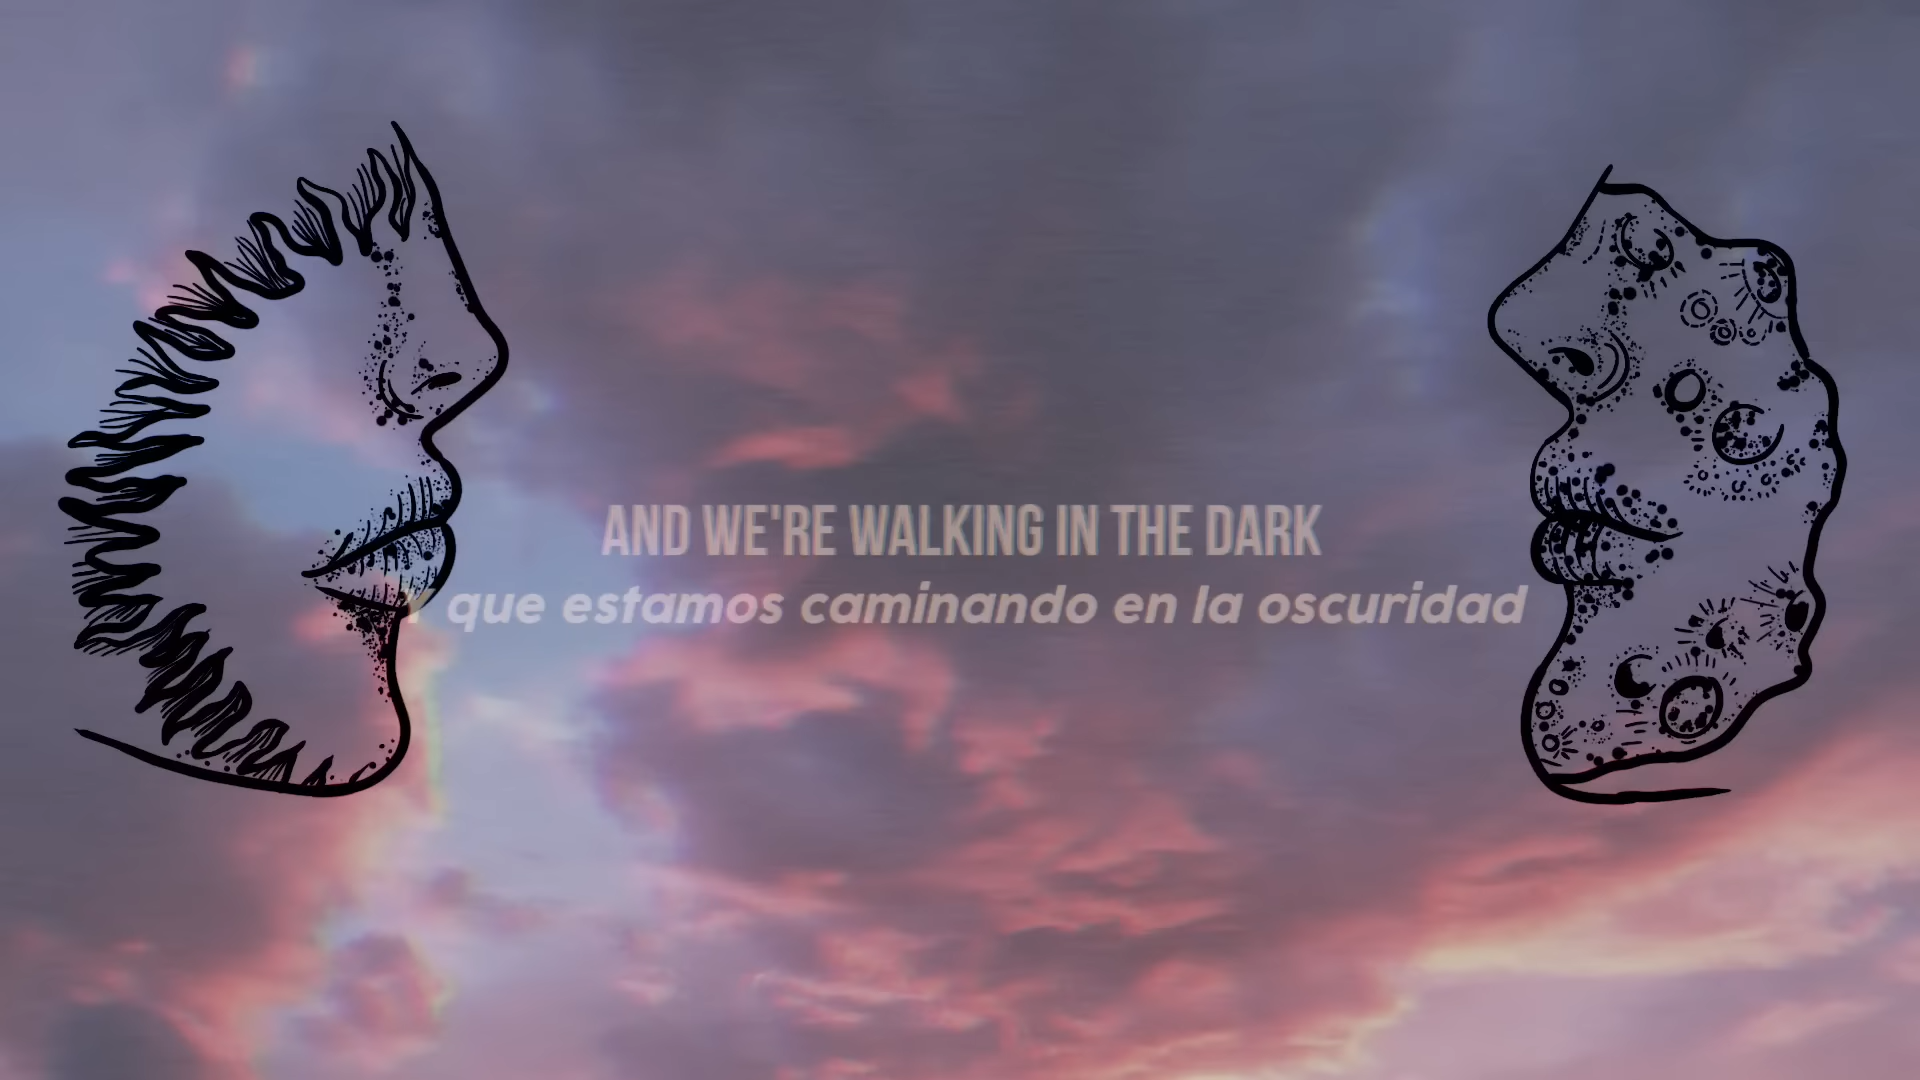 AND WE'RE WALKING IN THE DARK
Y que estamos caminando en la oscuridad